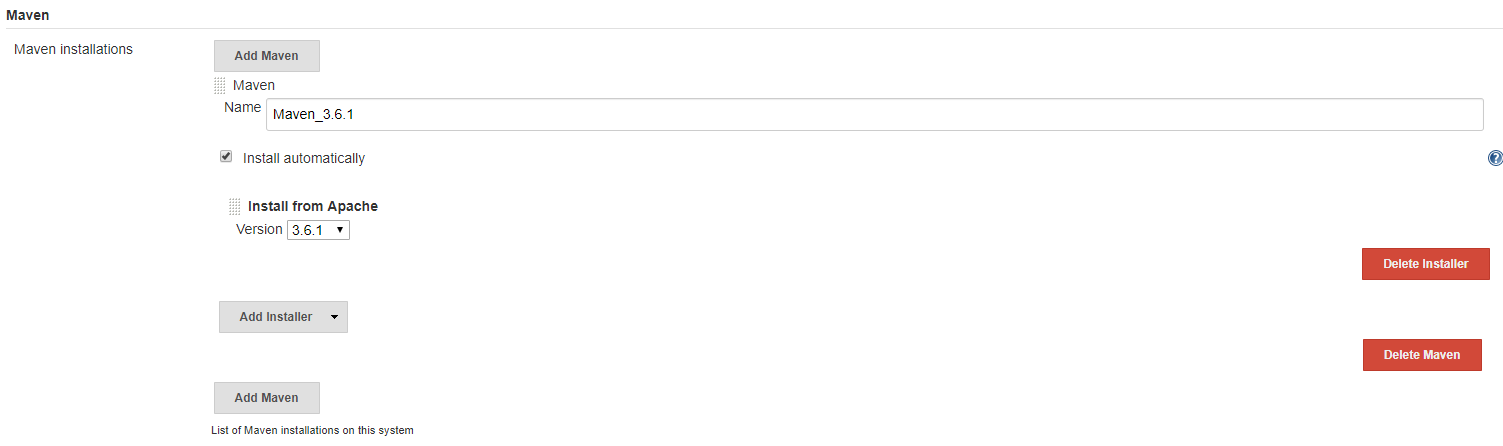 Maven
Maven installations
Add Maven
Maven
Name Maven_3.6.1
Install automatically
Install from Apache
Version 3.6.1
Delete Installer
Add Installer
Delete Maven
Add Maven
List of Maven installations on this system